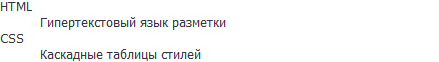 HTML
Гипертекстовый язык разметки
CSS
Каскадные таблицы стилей